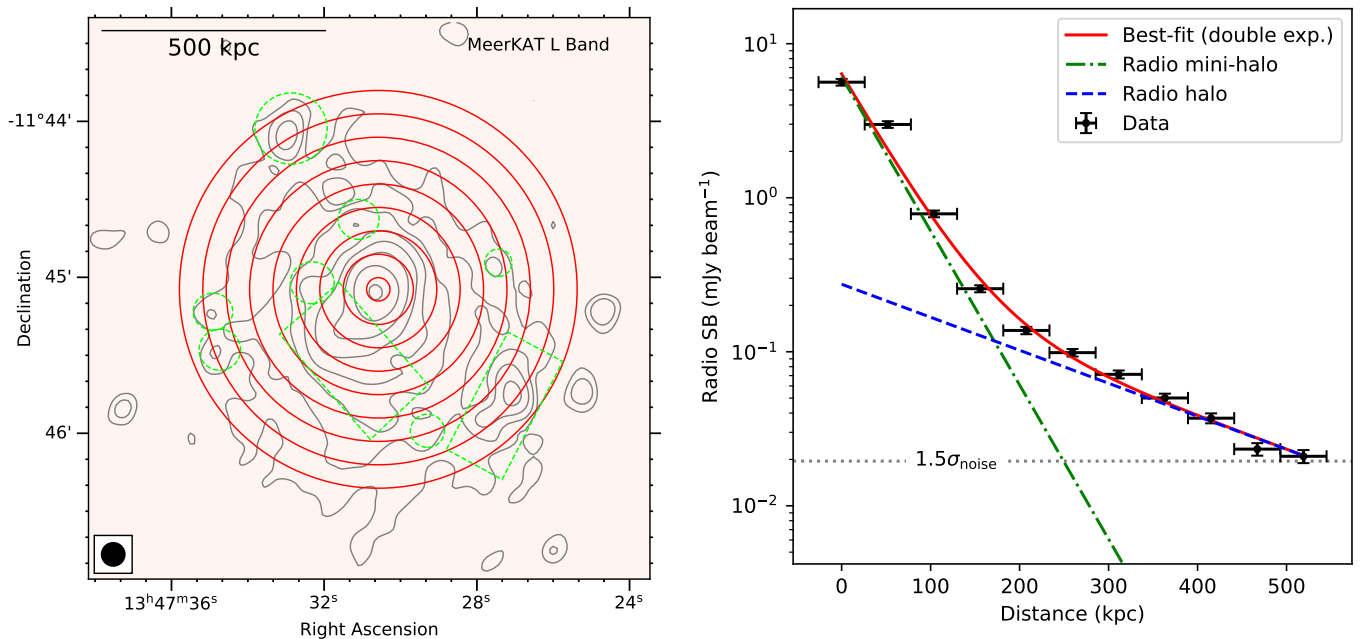 500 kpc
MeerKAT L Band
-11°44'
45'
46'
Declination
13ʰ47ᵐ36ˢ
32ˢ
28ˢ
24ˢ
Right Ascension
Radio SB (mJy beam⁻¹)
10¹
10⁰
10⁻¹
10⁻²
Best-fit (double exp.)
Radio mini-halo
Radio halo
Data
1.5σnoise
0
100
200
300
400
500
Distance (kpc)